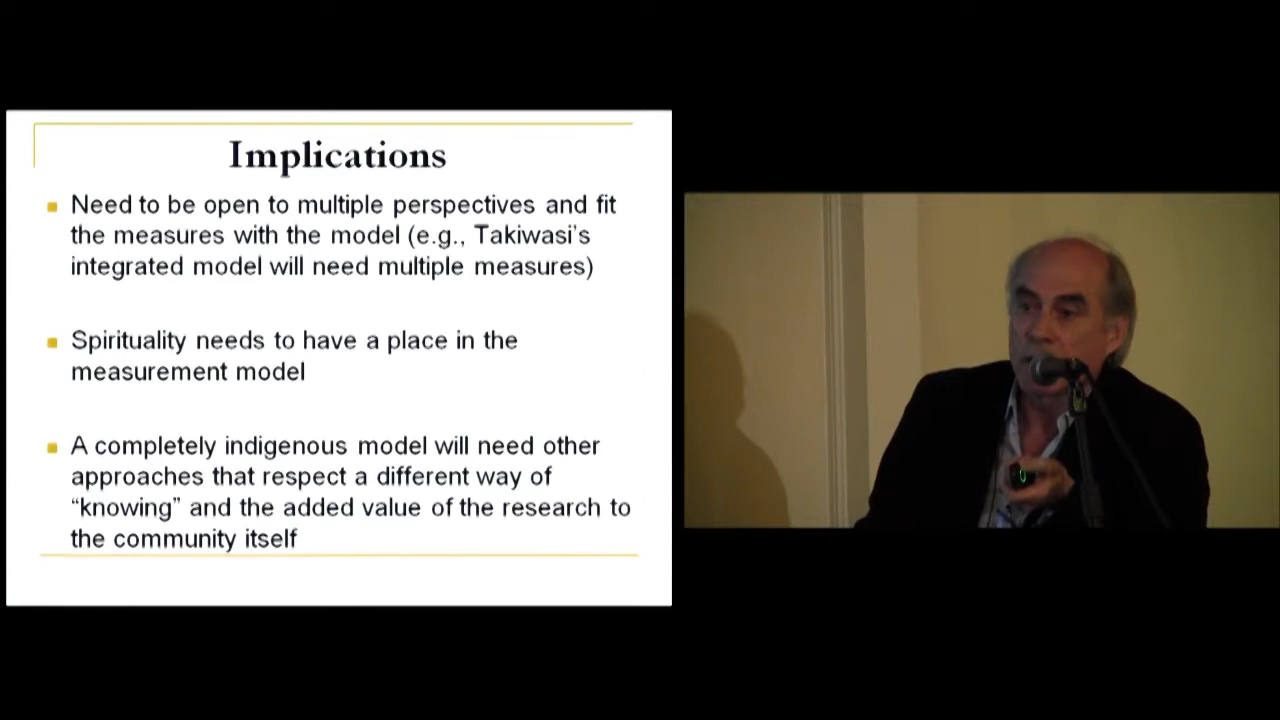 Implications
Need to be open to multiple perspectives and fit
the measures with the model (e.g., Takiwasi's
integrated model will need multiple measures)
Spirituality needs to have a place in the
measurement model
A completely indigenous model will need other
approaches that respect a different way of
“knowing” and the added value of the research to
the community itself